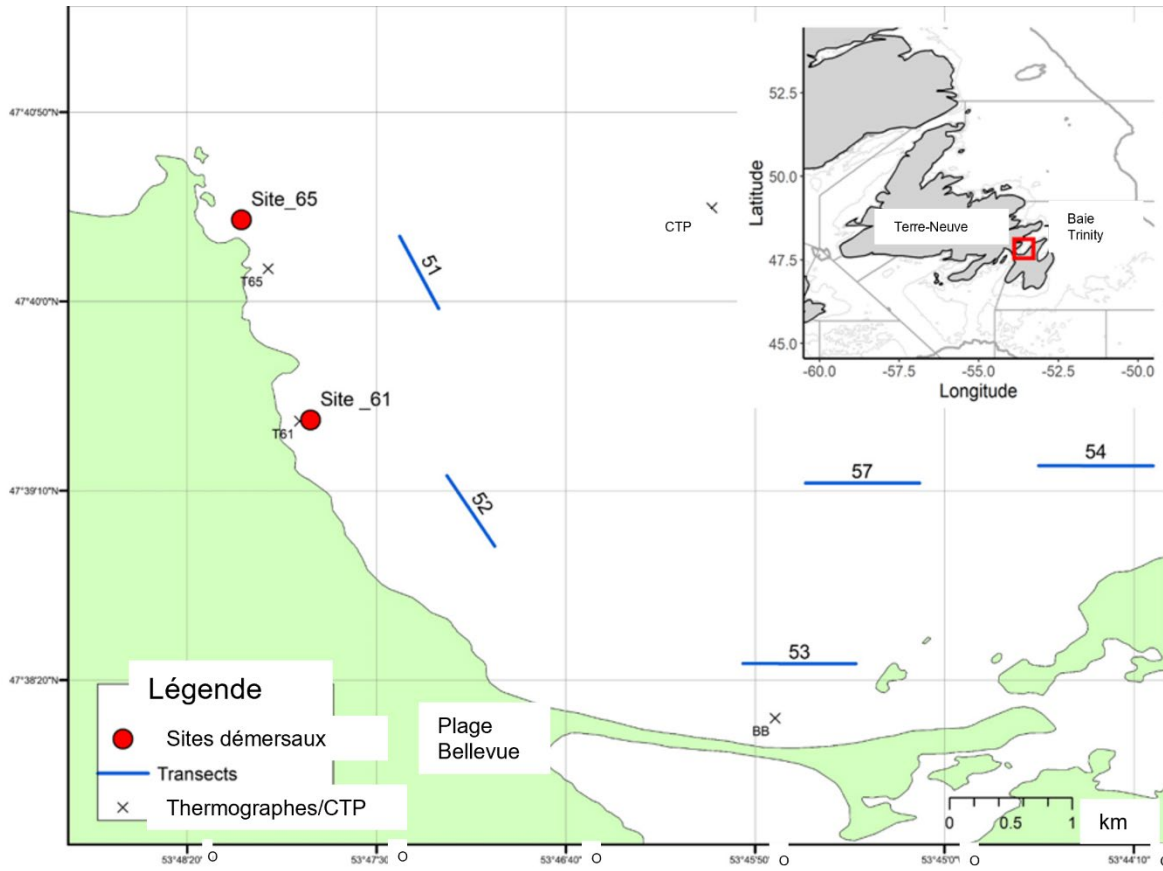 47°40'50"N
47°40'0"N
47°39'10"N
47°38'20"N
Site_65
T65
51
CTP
Site _61
T61
52
57
54
53
BB
Plage
Bellevue
Légende
Sites démersaux
Transects
Thermographes/CTP
0 0.5 1 km
53°48'20" O
53°47'30" O
53°46'40" O
53°45'50" O
53°45'0" O
53°44'10" O
Latitude
52.5
50.0
47.5
45.0
Terre-Neuve
Baie
Trinity
-60.0 -57.5 -55.0 -52.5 -50.0
Longitude